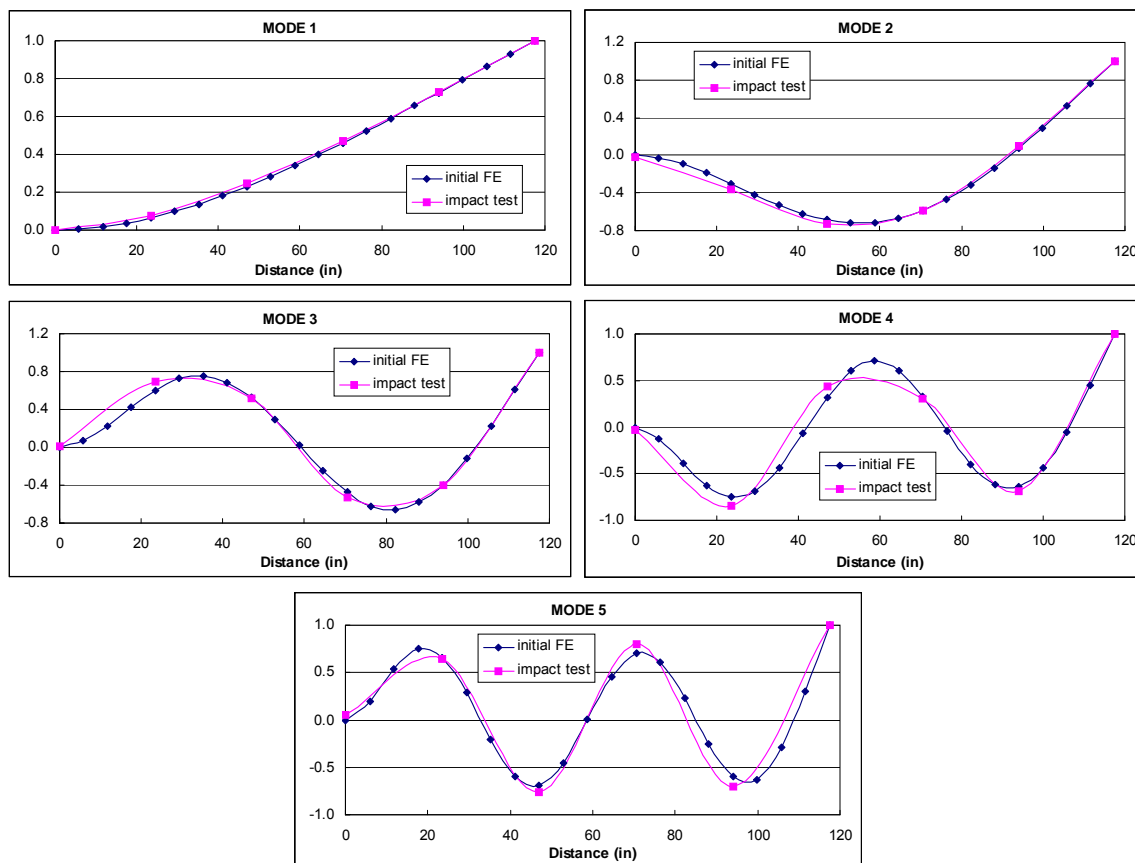 MODE 1
1.0
0.8
0.6
0.4
0.2
0.0
initial FE
impact test
0 20 40 60 80 100 120
Distance (in)
MODE 2
1.2
0.8
0.4
0.0
-0.4
-0.8
initial FE
impact test
0 20 40 60 80 100 120
Distance (in)
MODE 3
1.2
0.8
0.4
0.0
-0.4
-0.8
initial FE
impact test
0 20 40 60 80 100 120
Distance (in)
MODE 4
1.0
0.5
0.0
-0.5
-1.0
initial FE
impact test
0 20 40 60 80 100 120
Distance (in)
MODE 5
1.0
0.5
0.0
-0.5
-1.0
initial FE
impact test
0 20 40 60 80 100 120
Distance (in)